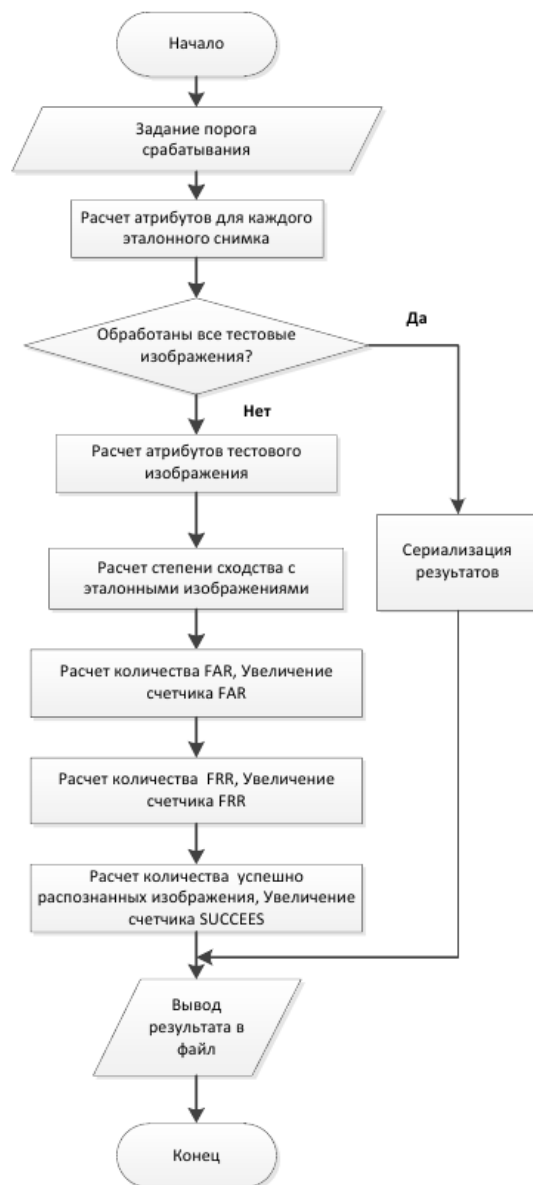 Начало
Задание порога
срабатывания
Расчет атрибутов для каждого
эталонного снимка
Обработаны все тестовые
изображения?
Да
Нет
Расчет атрибутов тестового
изображения
Сериализация
резуьтатов
Расчет степени сходства с
эталонными изображениями
Расчет количества FAR, Увеличение
счетчика FAR
Расчет количества FRR, Увеличение
счетчика FRR
Расчет количества успешно
распознанных изображения, Увеличение
счетчика SUCCEES
Вывод
результата в
файл
Конец